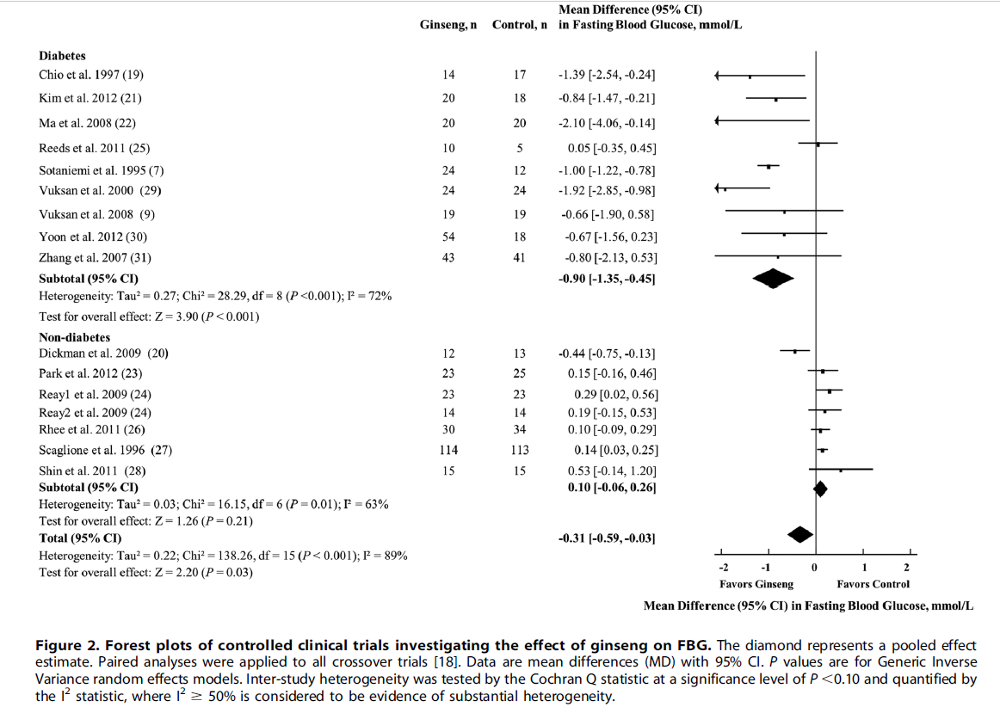 Mean Difference (95% CI)
Ginseng, n Control, n in Fasting Blood Glucose, mmol/L
Diabetes
Chio et al. 1997 (19) 14 17 -1.39 [-2.54, -0.24]
Kim et al. 2012 (21) 20 18 -0.84 [-1.47, -0.21]
Ma et al. 2008 (22) 20 20 -2.10 [-4.06, -0.14]
Reeds et al. 2011 (25) 10 5 0.05 [-0.35, 0.45]
Sotaniemi et al. 1995 (7) 24 12 -1.00 [-1.22, -0.78]
Vuksan et al. 2000 (29) 24 24 -1.92 [-2.85, -0.98]
Vuksan et al. 2008 (9) 19 19 -0.66 [-1.90, 0.58]
Yoon et al. 2012 (30) 54 18 -0.67 [-1.56, 0.23]
Zhang et al. 2007 (31) 43 41 -0.80 [-2.13, 0.53]
Subtotal (95% CI) -0.90 [-1.35, -0.45]
Heterogeneity: Tau² = 0.27; Chi² = 28.29, df = 8 (P <0.001); I² = 72%
Test for overall effect: Z = 3.90 (P < 0.001)
Non-diabetes
Dickman et al. 2009 (20) 12 13 -0.44 [-0.75, -0.13]
Park et al. 2012 (23) 23 25 0.15 [-0.16, 0.46]
Reay1 et al. 2009 (24) 23 23 0.29 [0.02, 0.56]
Reay2 et al. 2009 (24) 14 14 0.19 [-0.15, 0.53]
Rhee et al. 2011 (26) 30 34 0.10 [-0.09, 0.29]
Scaglione et al. 1996 (27) 114 113 0.14 [0.03, 0.25]
Shin et al. 2011 (28) 15 15 0.53 [-0.14, 1.20]
Subtotal (95% CI) 0.10 [-0.06, 0.26]
Heterogeneity: Tau² = 0.03; Chi² = 16.15, df = 6 (P = 0.01); I² = 63%
Test for overall effect: Z = 1.26 (P = 0.21)
Total (95% CI) -0.31 [-0.59, -0.03]
Heterogeneity: Tau² = 0.22; Chi² = 138.26, df = 15 (P < 0.001); I² = 89%
Test for overall effect: Z = 2.20 (P = 0.03)
-2 -1 0 1 2
Favors Ginseng Favors Control
Mean Difference (95% CI) in Fasting Blood Glucose, mmol/L
Figure 2. Forest plots of controlled clinical trials investigating the effect of ginseng on FBG. The diamond represents a pooled effect
estimate. Paired analyses were applied to all crossover trials [18]. Data are mean differences (MD) with 95% CI. P values are for Generic Inverse
Variance random effects models. Inter-study heterogeneity was tested by the Cochran Q statistic at a significance level of P <0.10 and quantified by
the I² statistic, where I² ≥ 50% is considered to be evidence of substantial heterogeneity.